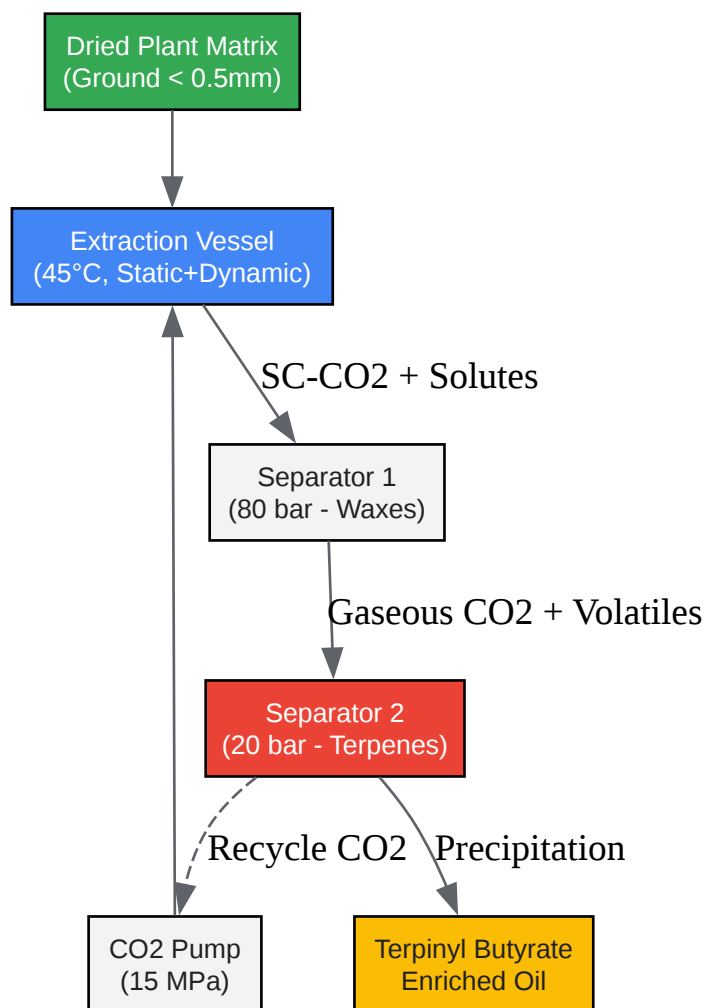 Dried Plant Matrix
(Ground < 0.5mm)
Extraction Vessel
(45°C, Static+Dynamic)
SC-CO2 + Solutes
Separator 1
(80 bar - Waxes)
Gaseous CO2 + Volatiles
Separator 2
(20 bar - Terpenes)
Recycle CO2
Precipitation
CO2 Pump
(15 MPa)
Terpinyl Butyrate
Enriched Oil